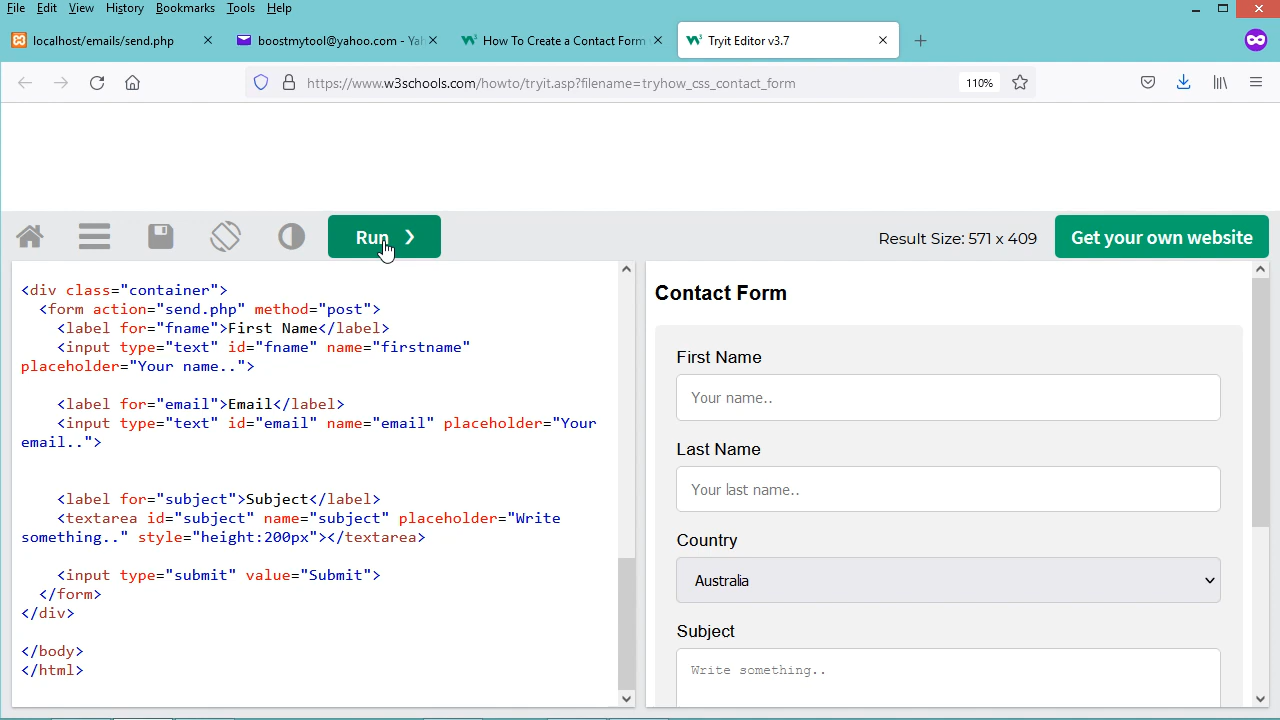 File Edit View History Bookmarks Tools Help
localhost/emails/send.php
boostmytool@yahoo.com - Yah
How To Create a Contact Form
Tryit Editor v3.7
https://www.w3schools.com/howto/tryit.asp?filename=tryhow_css_contact_form
110%
Run ❯
Result Size: 571 x 409
Get your own website
<div class="container">
<form action="send.php" method="post">
<label for="fname">First Name</label>
<input type="text" id="fname" name="firstname"
placeholder="Your name..">
<label for="email">Email</label>
<input type="text" id="email" name="email" placeholder="Your
email..">
<label for="subject">Subject</label>
<textarea id="subject" name="subject" placeholder="Write
something.." style="height:200px"></textarea>
<input type="submit" value="Submit">
</form>
</div>
</body>
</html>
Contact Form
First Name
Your name..
Last Name
Your last name..
Country
Australia
Subject
Write something..